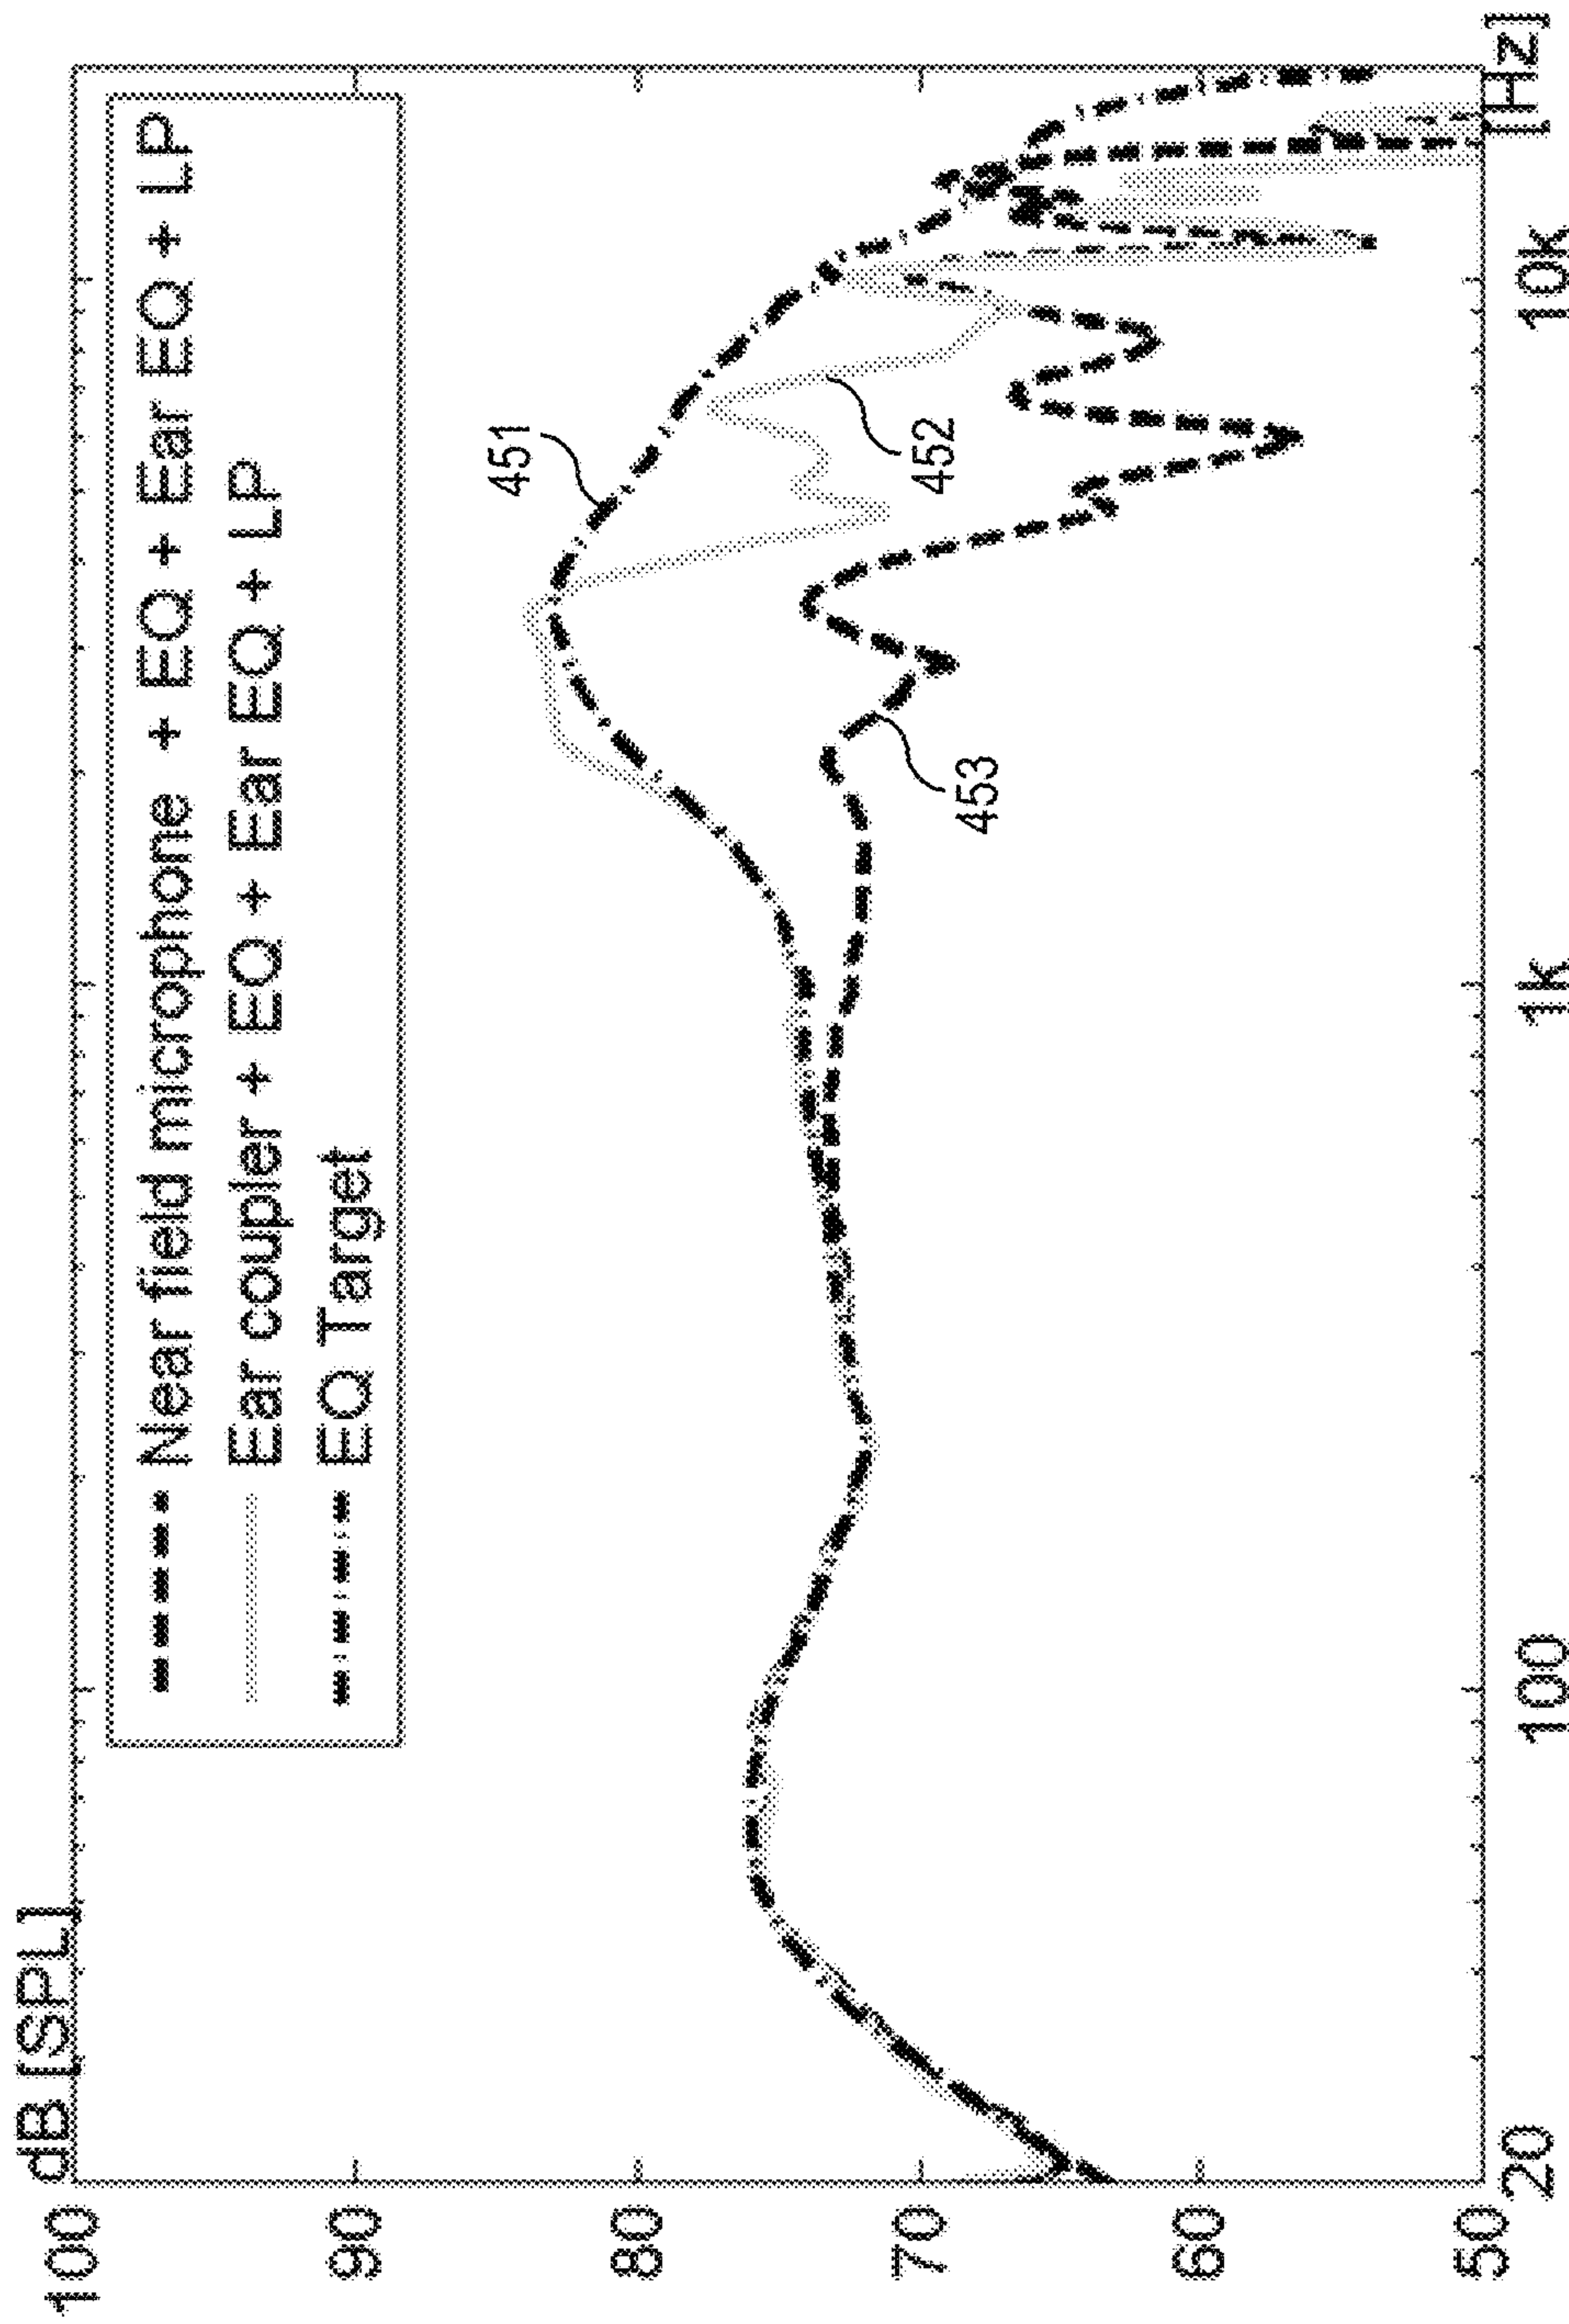 dB [SPL]
100
90
80
70
60
50
Near field microphone + EQ + Ear EQ + LP
Ear coupler + EQ + Ear EQ + LP
EQ Target
451
452
453
20
100
1k
10k
[Hz]